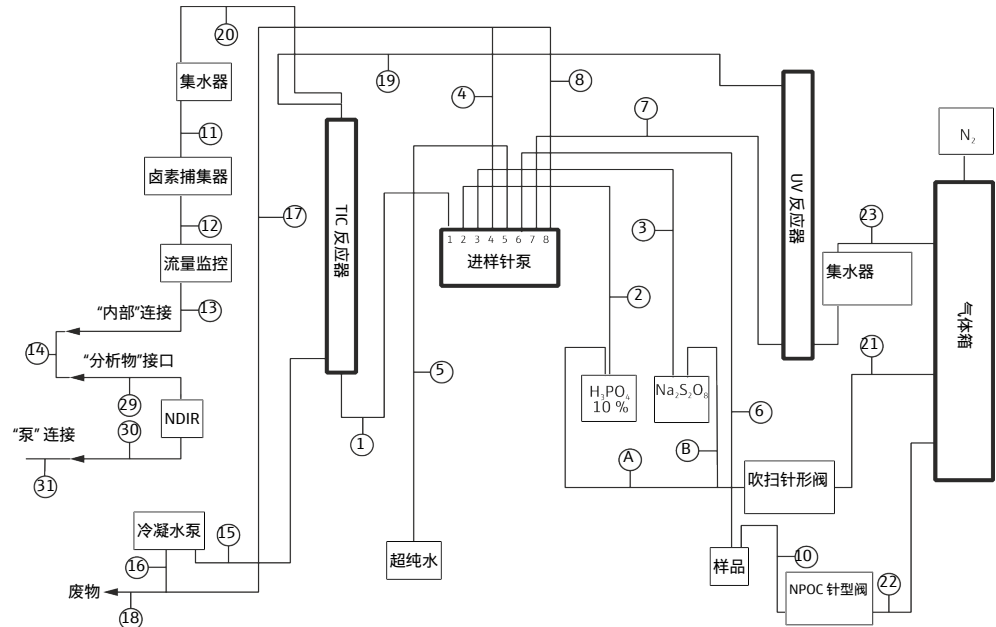 20
19
4
8
7
集水器
11
卤素捕集器
12
流量监控
17
13
“内部”连接
14
“分析物”接口
29
30
NDIR
“泵” 连接
31
TIC 反应器
1
1 2 3 4 5 6 7 8
进样针泵
3
2
5
H₃PO₄
10 %
Na₂S₂O₈
6
A
B
UV 反应器
N₂
23
集水器
气体箱
21
吹扫针形阀
冷凝水泵
15
16
废物
18
超纯水
样品
10
NPOC 针型阀
22